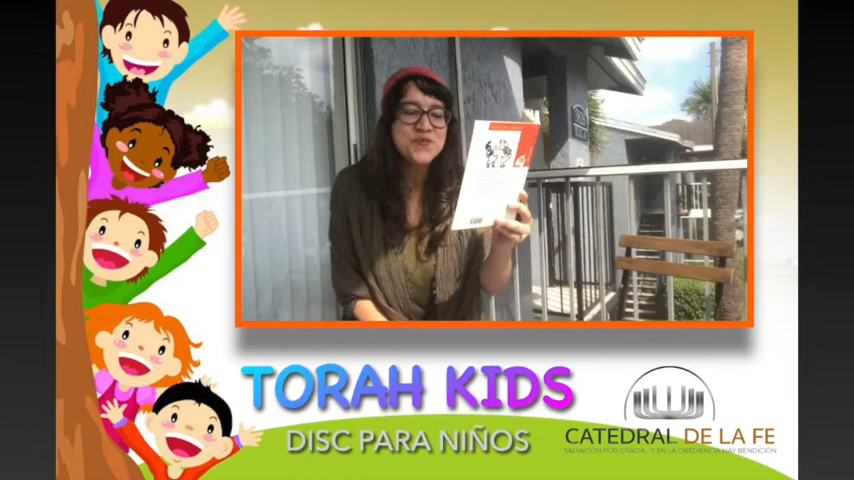 TORAH KIDS
DISC PARA NIÑOS
CATEDRAL DE LA FE
SALVACIÓN POR GRACIA... Y EN LA OBEDIENCIA HAY BENDICIÓN